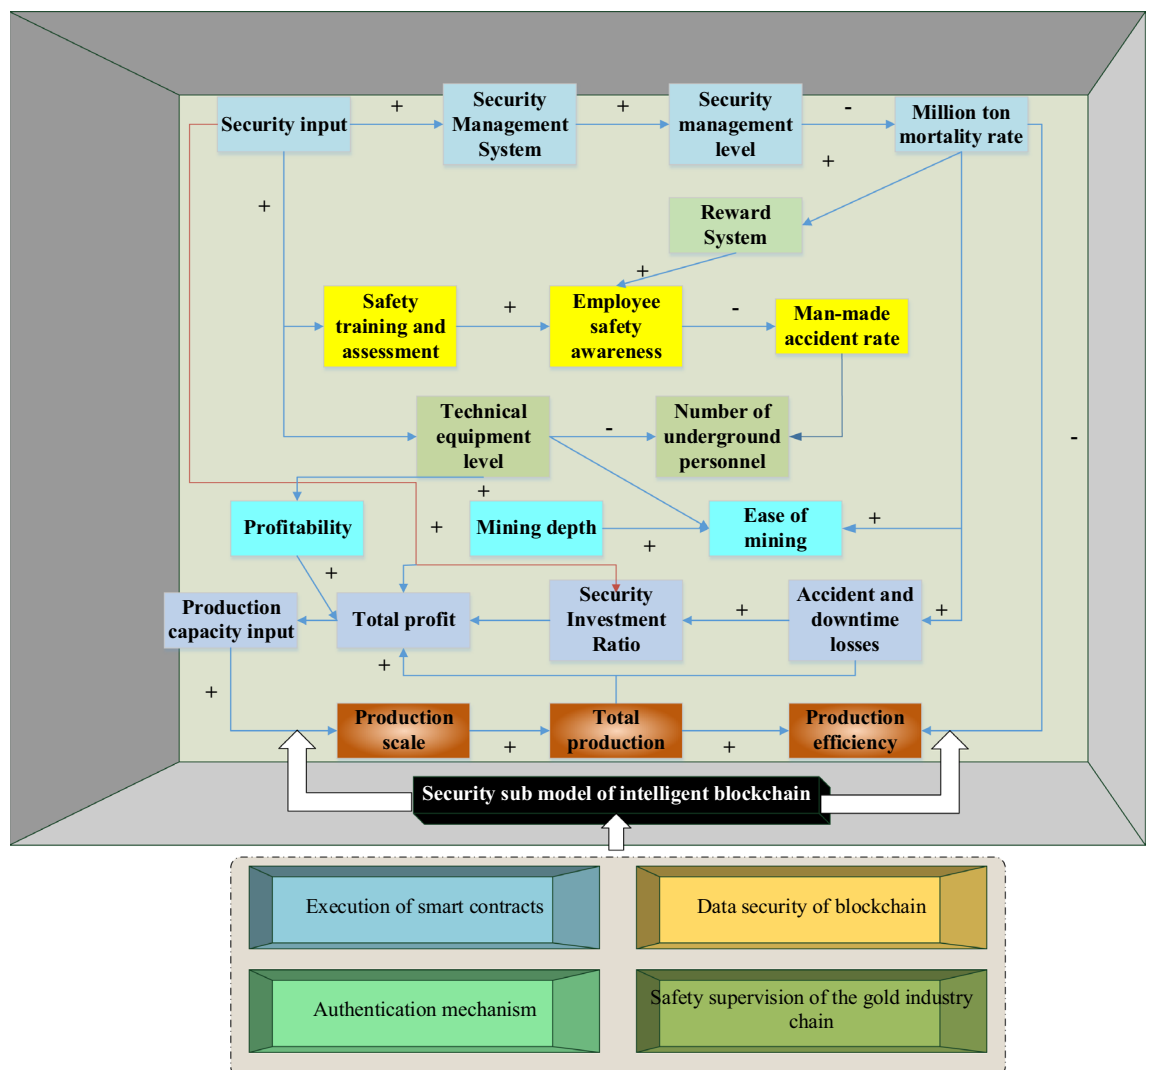 Security input
+
Security
Management
System
+
Security
management
level
-
Million ton
mortality rate
+
+
Reward
System
+
Safety
training and
assessment
+
Employee
safety
awareness
-
Man-made
accident rate
Technical
equipment
level
-
Number of
underground
personnel
-
+
Profitability
+
Mining depth
+
Ease of
mining
+
+
Production
capacity input
Total profit
Security
Investment
Ratio
+
Accident and
downtime
losses
+
+
+
Production
scale
+
Total
production
+
Production
efficiency
Security sub model of intelligent blockchain
Execution of smart contracts
Data security of blockchain
Authentication mechanism
Safety supervision of the gold industry
chain